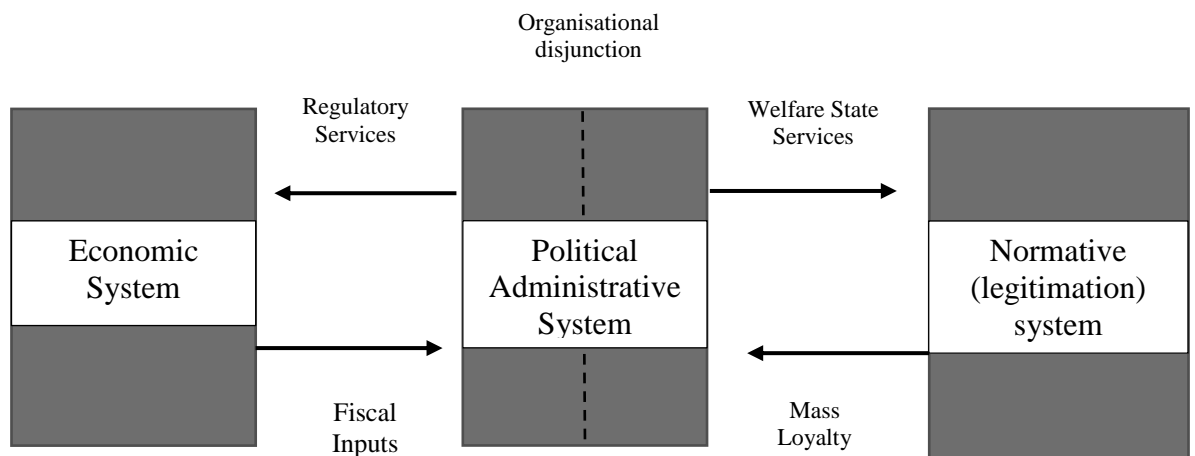 Organisational
disjunction
Regulatory
Services
Welfare State
Services
Economic
System
Political
Administrative
System
Normative
(legitimation)
system
Fiscal
Inputs
Mass
Loyalty